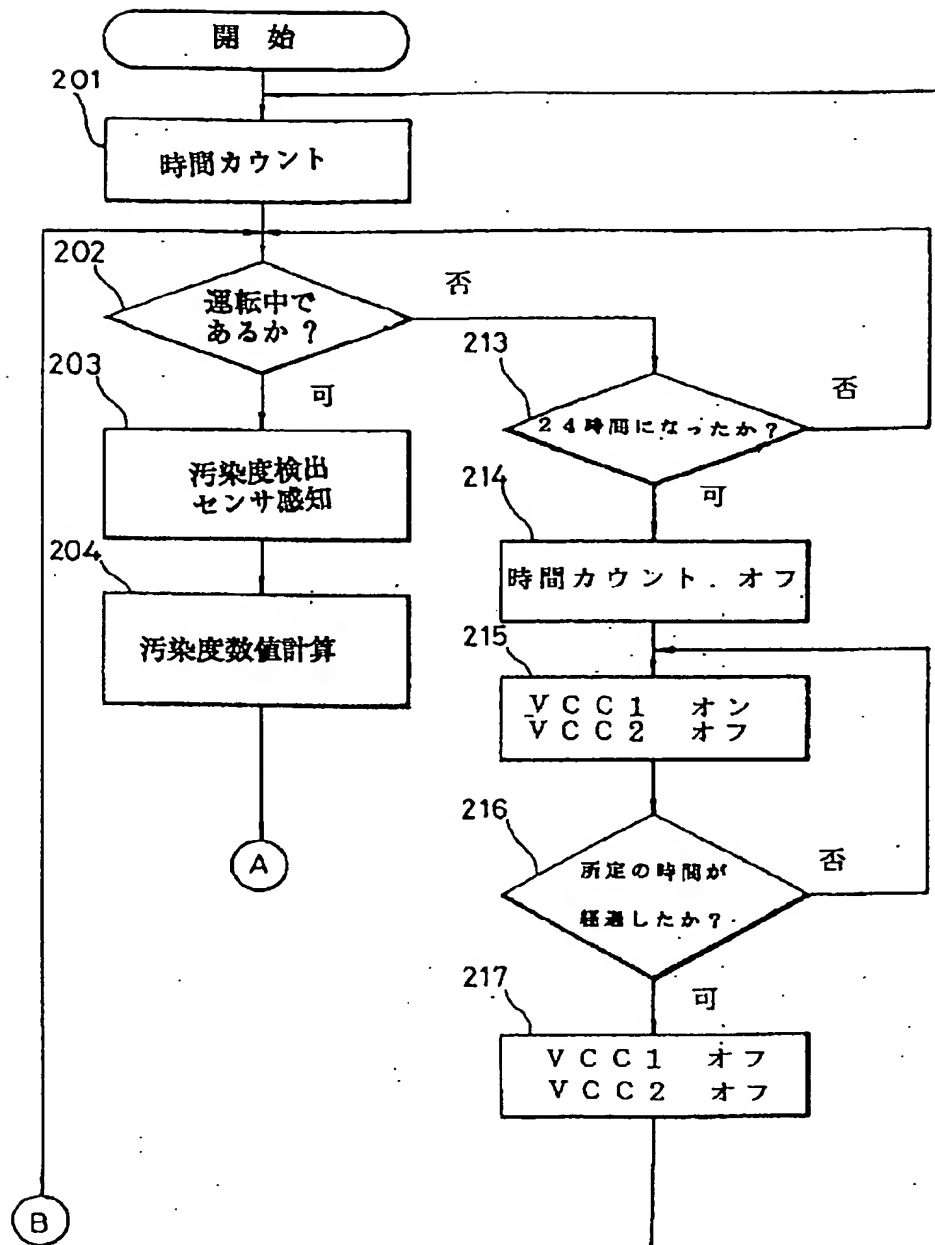 開始
201
時間カウント
202
運転中で
あるか？
否
可
203
汚染度検出
センサ感知
204
汚染度数値計算
A
B
213
24時間になったか？
否
可
214
時間カウント．オフ
215
VCC1 オン
VCC2 オフ
216
所定の時間が
経過したか？
否
可
217
VCC1 オフ
VCC2 オフ